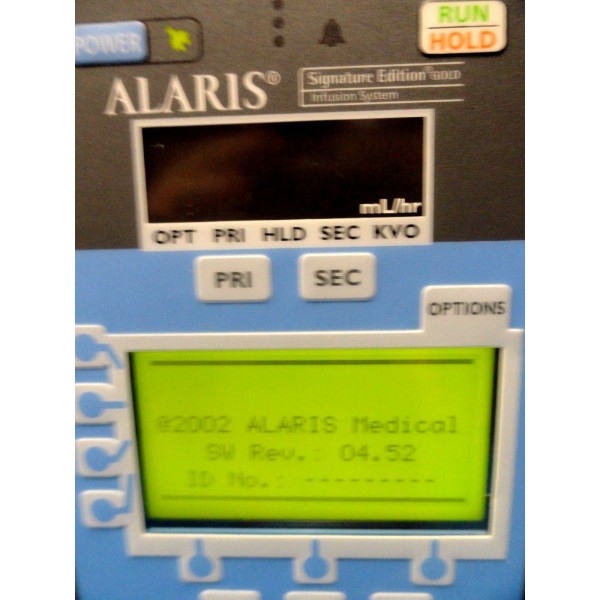 POWER
RUN
HOLD
ALARIS®
Signature Edition® GOLD
Infusion System
mL/hr
OPT PRI HLD SEC KVO
PRI SEC
OPTIONS
©2002 ALARIS Medical
SW Rev.: 04.52
ID No.: ---------